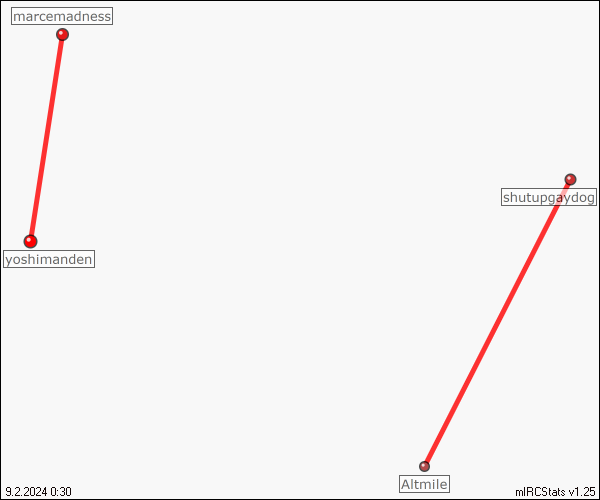 marcemadness
shutupgaydog
yoshimanden
Altmile
9.2.2024 0:30
mIRCStats v1.25